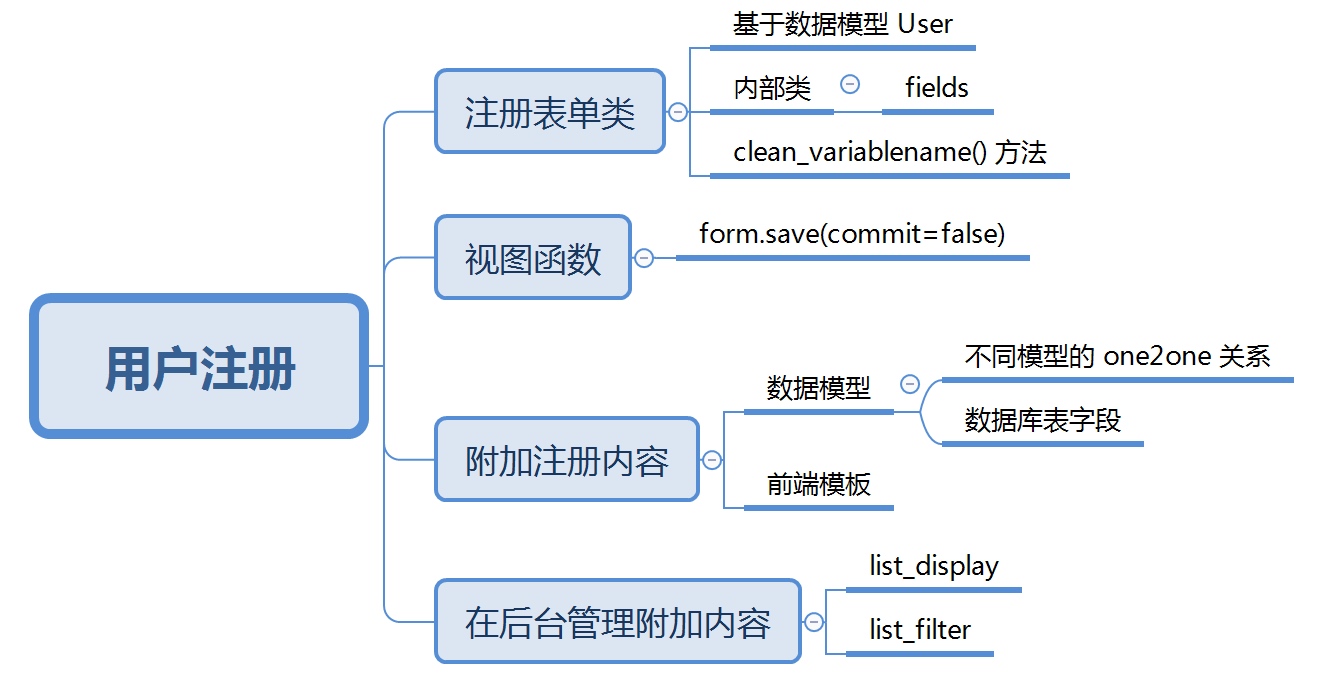 用户注册
注册表单类
基于数据模型 User
内部类
fields
clean_variablename() 方法
视图函数
form.save(commit=false)
附加注册内容
数据模型
不同模型的 one2one 关系
数据库表字段
前端模板
在后台管理附加内容
list_display
list_filter